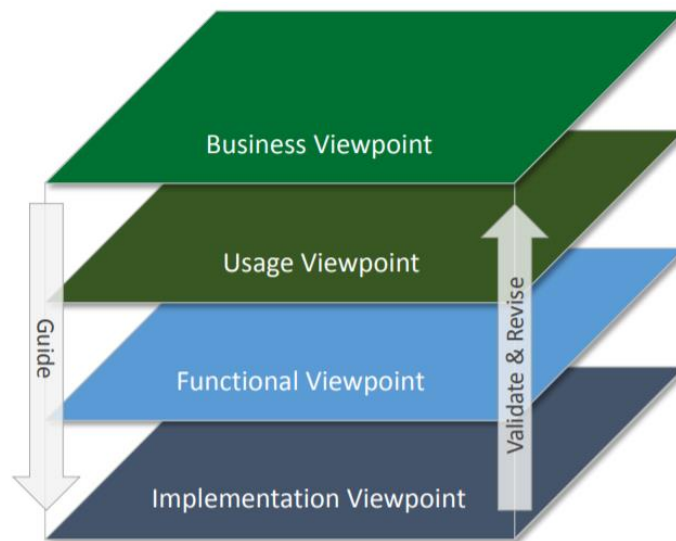 Business Viewpoint
Usage Viewpoint
Guide
Validate & Revise
Functional Viewpoint
Implementation Viewpoint